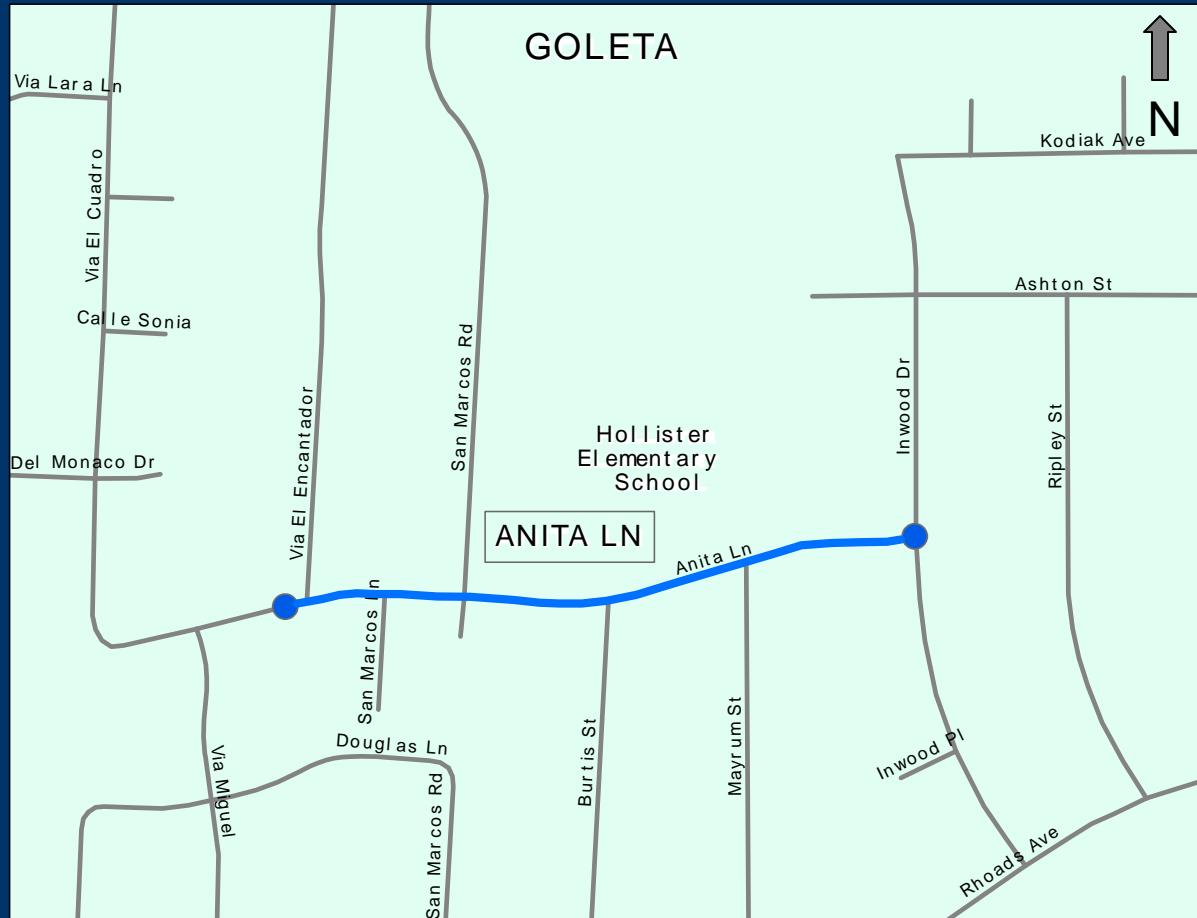 GOLETA
N
Via Lara Ln
Kodiak Ave
Via El Cuadro
Ashton St
Calle Sonia
San Marcos Rd
Inwood Dr
Via El Encantador
Ripley St
Hollister
Elementary
School
Del Monaco Dr
ANITA LN
Anita Ln
San Marcos Ln
Douglas Ln
Via Miguel
San Marcos Rd
Burtis St
Mayrum St
Inwood Pl
Rhoads Ave